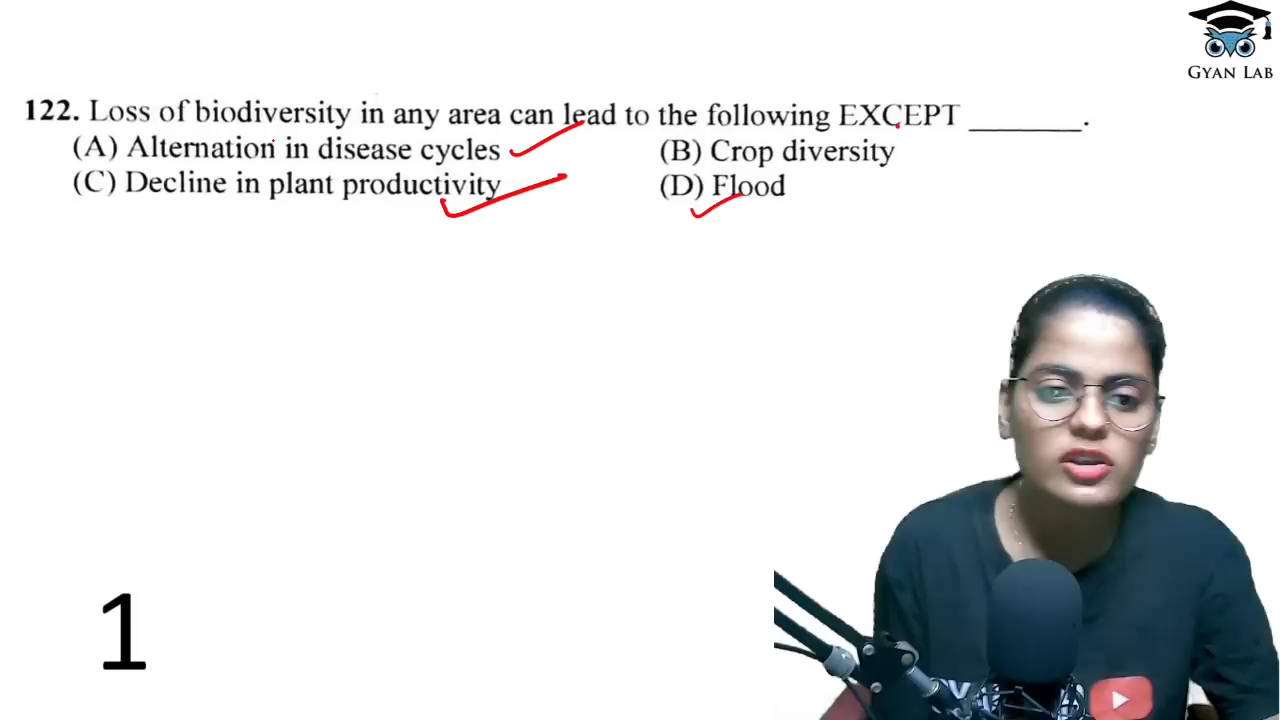 GYAN LAB
122. Loss of biodiversity in any area can lead to the following EXCEPT ________.
(A) Alternation in disease cycles (B) Crop diversity
(C) Decline in plant productivity (D) Flood
1